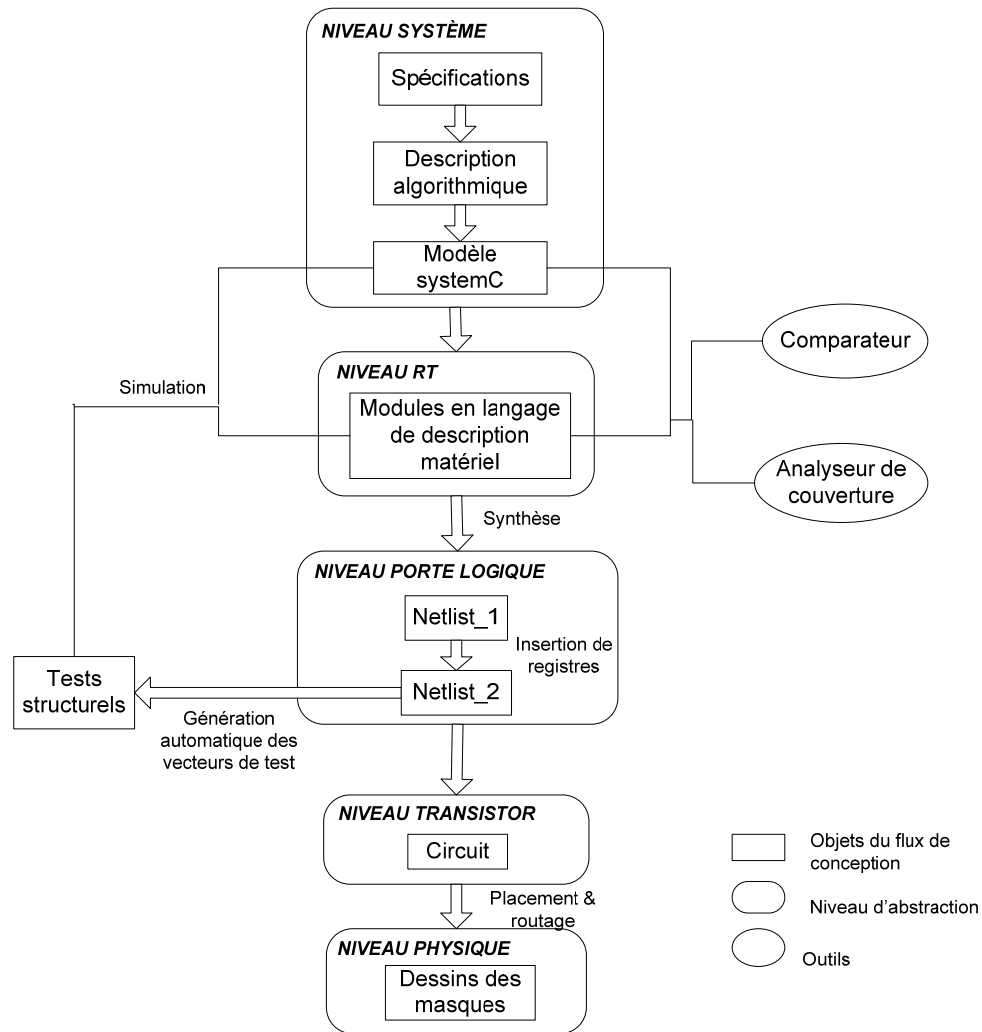 NIVEAU SYSTÈME
Spécifications
Description
algorithmique
Modèle
systemC
Comparateur
NIVEAU RT
Simulation
Modules en langage
de description
matériel
Analyseur de
couverture
Synthèse
NIVEAU PORTE LOGIQUE
Netlist_1
Insertion de
registres
Tests
structurels
Netlist_2
Génération
automatique des
vecteurs de test
NIVEAU TRANSISTOR
Circuit
Objets du flux de
conception
Placement &
routage
Niveau d'abstraction
NIVEAU PHYSIQUE
Outils
Dessins des
masques